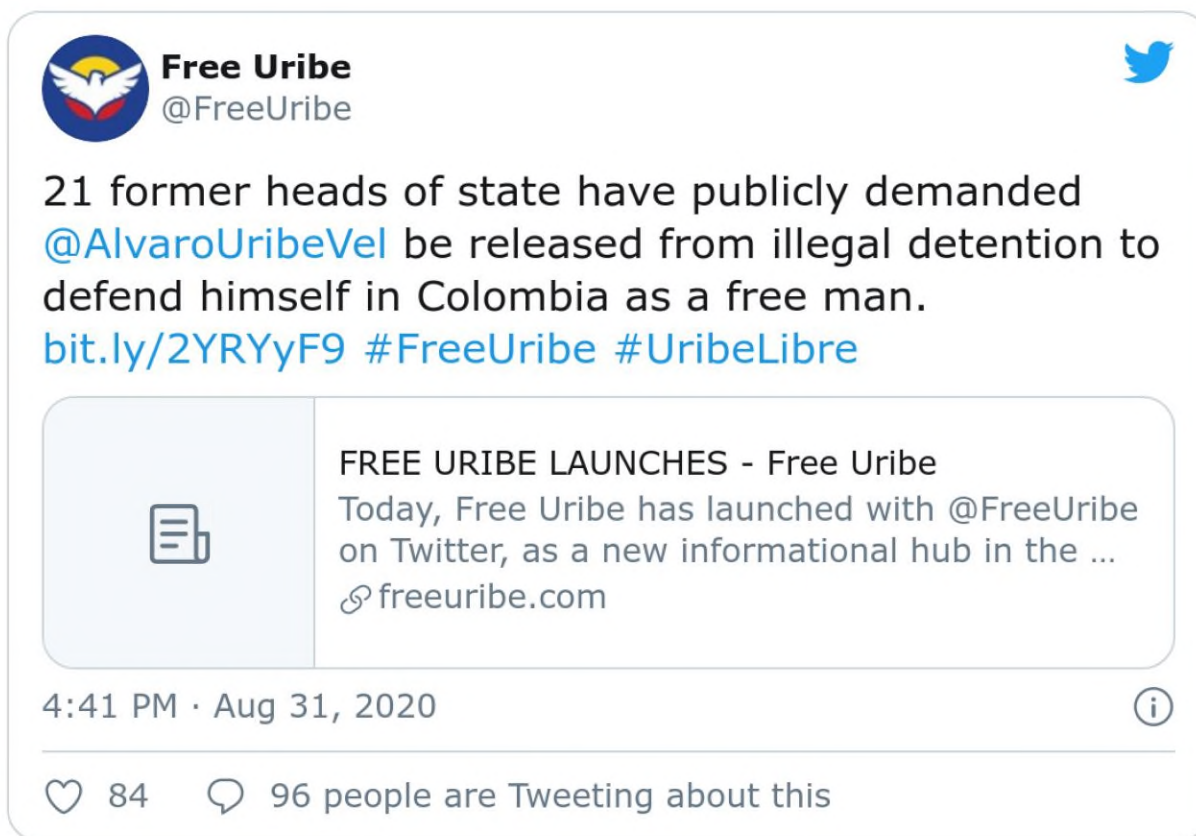 Free Uribe
@FreeUribe
21 former heads of state have publicly demanded
@AlvaroUribeVel be released from illegal detention to
defend himself in Colombia as a free man.
bit.ly/2YRYyF9 #FreeUribe #UribeLibre
FREE URIBE LAUNCHES - Free Uribe
Today, Free Uribe has launched with @FreeUribe
on Twitter, as a new informational hub in the ...
freeuribe.com
4:41 PM · Aug 31, 2020
84 96 people are Tweeting about this